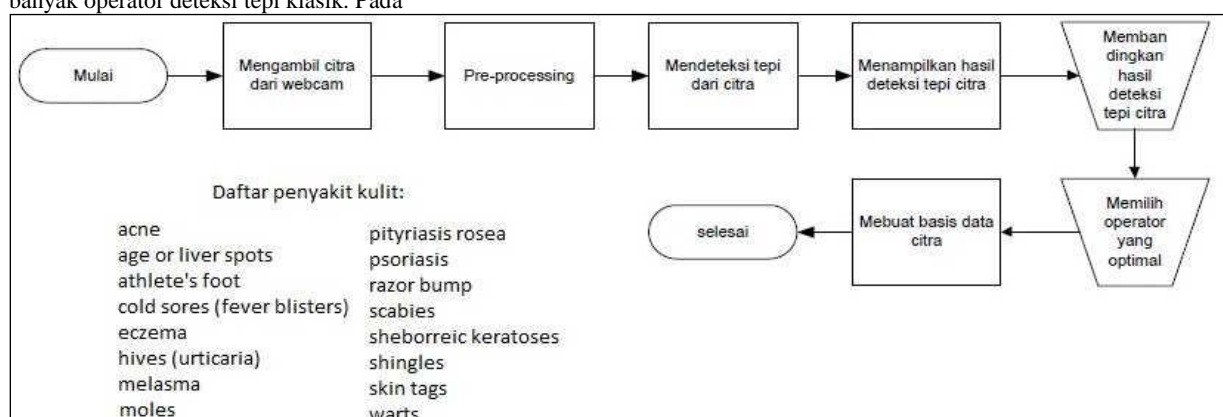 banyak operator deteksi tepi klasik. Pada
Mulai
Mengambil citra
dari webcam
Pre-processing
Mendeteksi tepi
dari citra
Menampilkan hasil
deteksi tepi citra
Memban
dingkan
hasil
deteksi
tepi citra
Memilih
operator
yang
optimal
Mebuat basis data
citra
selesai
Daftar penyakit kulit:
acne
age or liver spots
athlete's foot
cold sores (fever blisters)
eczema
hives (urticaria)
melasma
moles
pityriasis rosea
psoriasis
razor bump
scabies
sheborreic keratoses
shingles
skin tags
warts